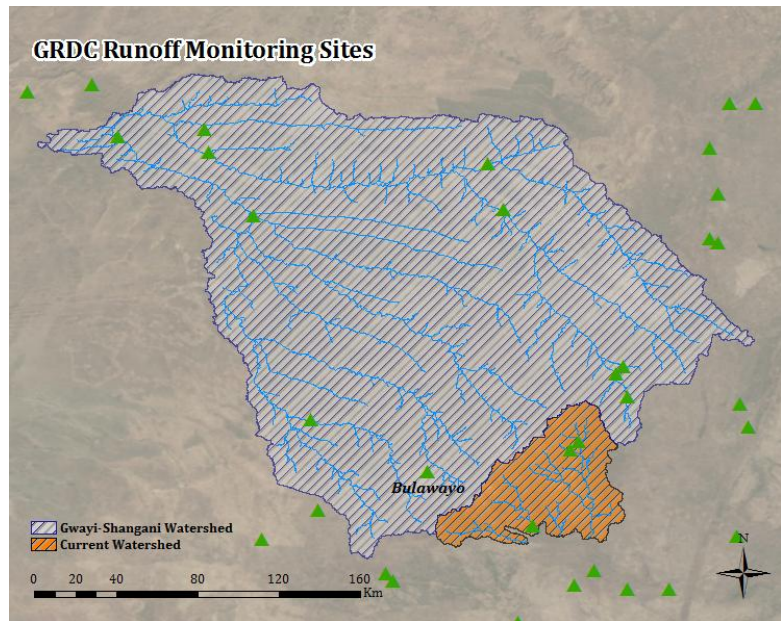 GRDC Runoff Monitoring Sites
Bulawayo
Gwayi-Shangani Watershed
Current Watershed
N
0 20 40 80 120 160
Km